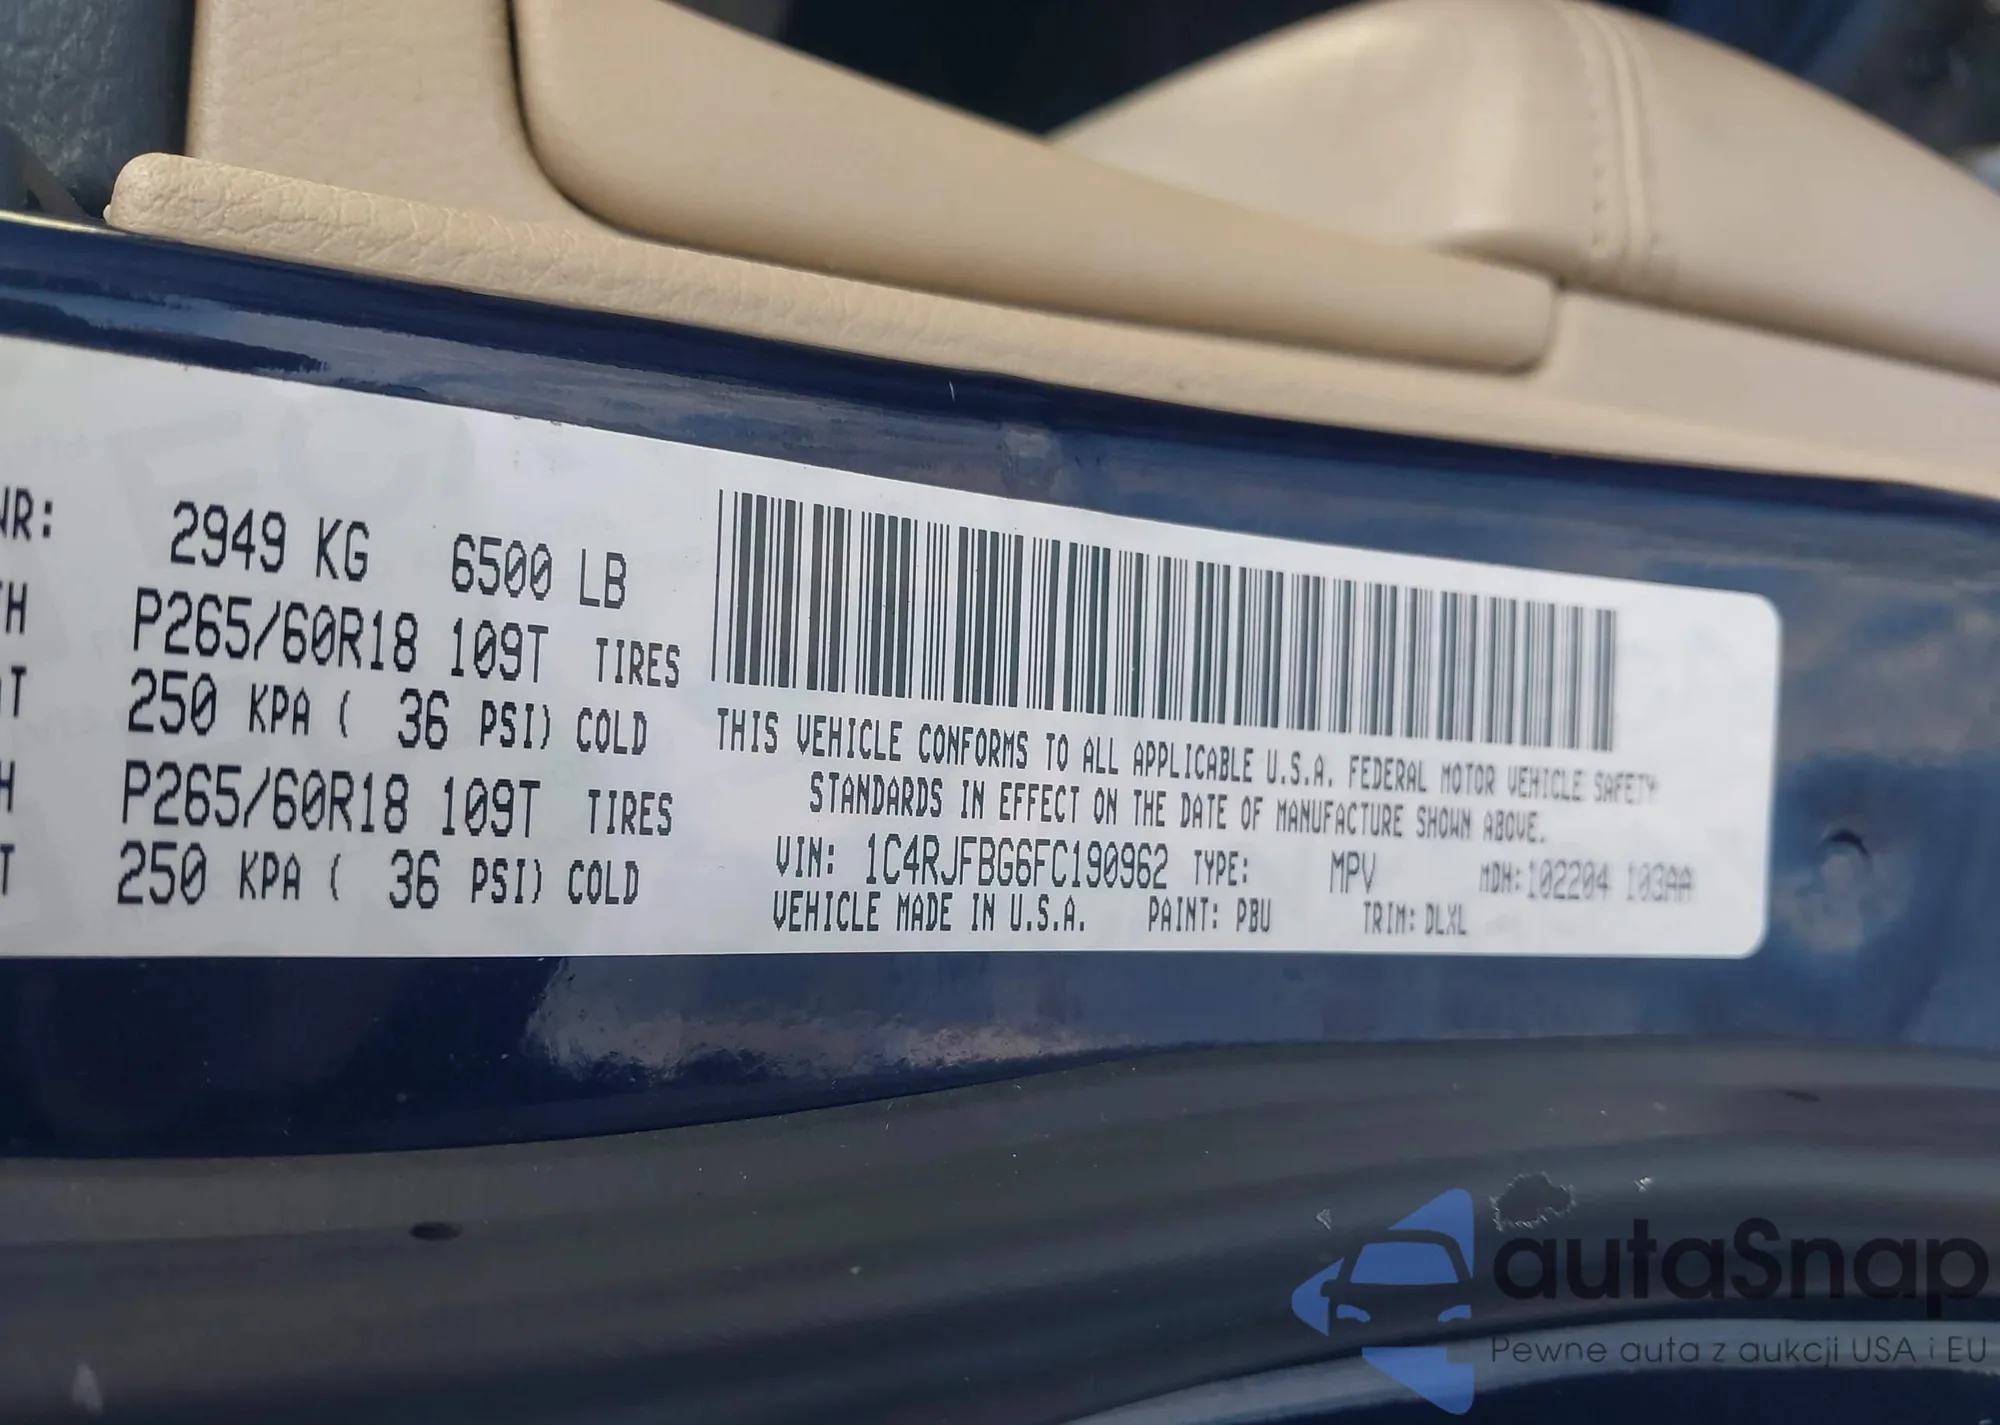 WR: 2949 KG 6500 LB
TH P265/60R18 109T TIRES
AT 250 KPA ( 36 PSI) COLD
H P265/60R18 109T TIRES
T 250 KPA ( 36 PSI) COLD
THIS VEHICLE CONFORMS TO ALL APPLICABLE U.S.A. FEDERAL MOTOR VEHICLE SAFETY
STANDARDS IN EFFECT ON THE DATE OF MANUFACTURE SHOWN ABOVE.
VIN: 1C4RJFBG6FC190962 TYPE: MPV MDH: 102204 103AA
VEHICLE MADE IN U.S.A. PAINT: PBU TRIM: DLXL
autaSnap
Pewne auta z aukcji USA i EU